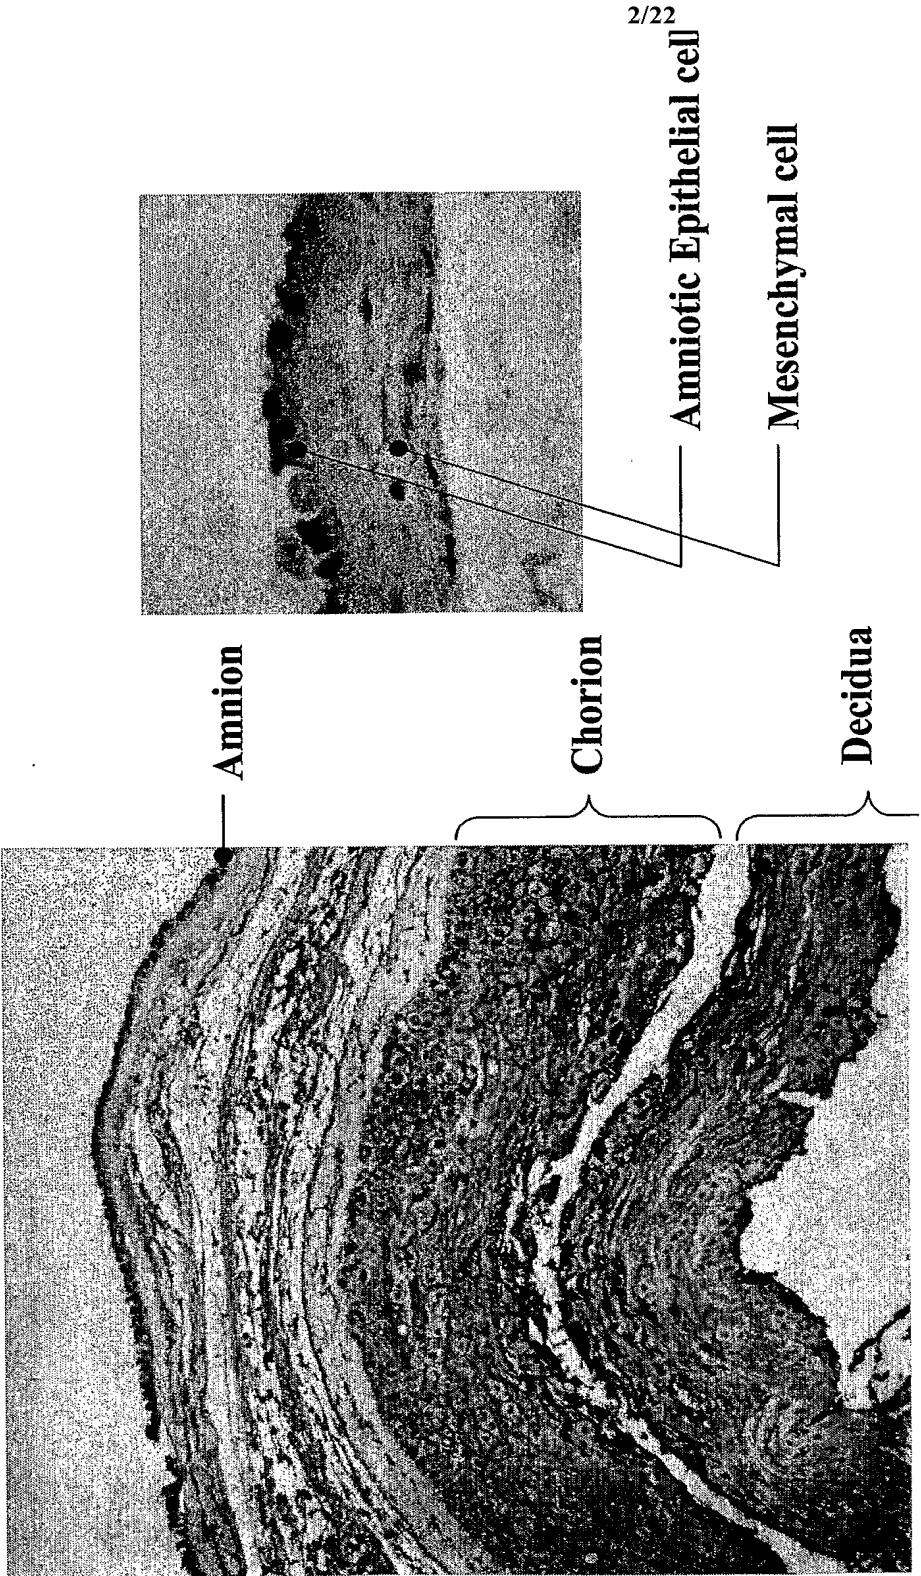 2/22
Amnion
Chorion
Decidua
Amniotic Epithelial cell
Mesenchymal cell